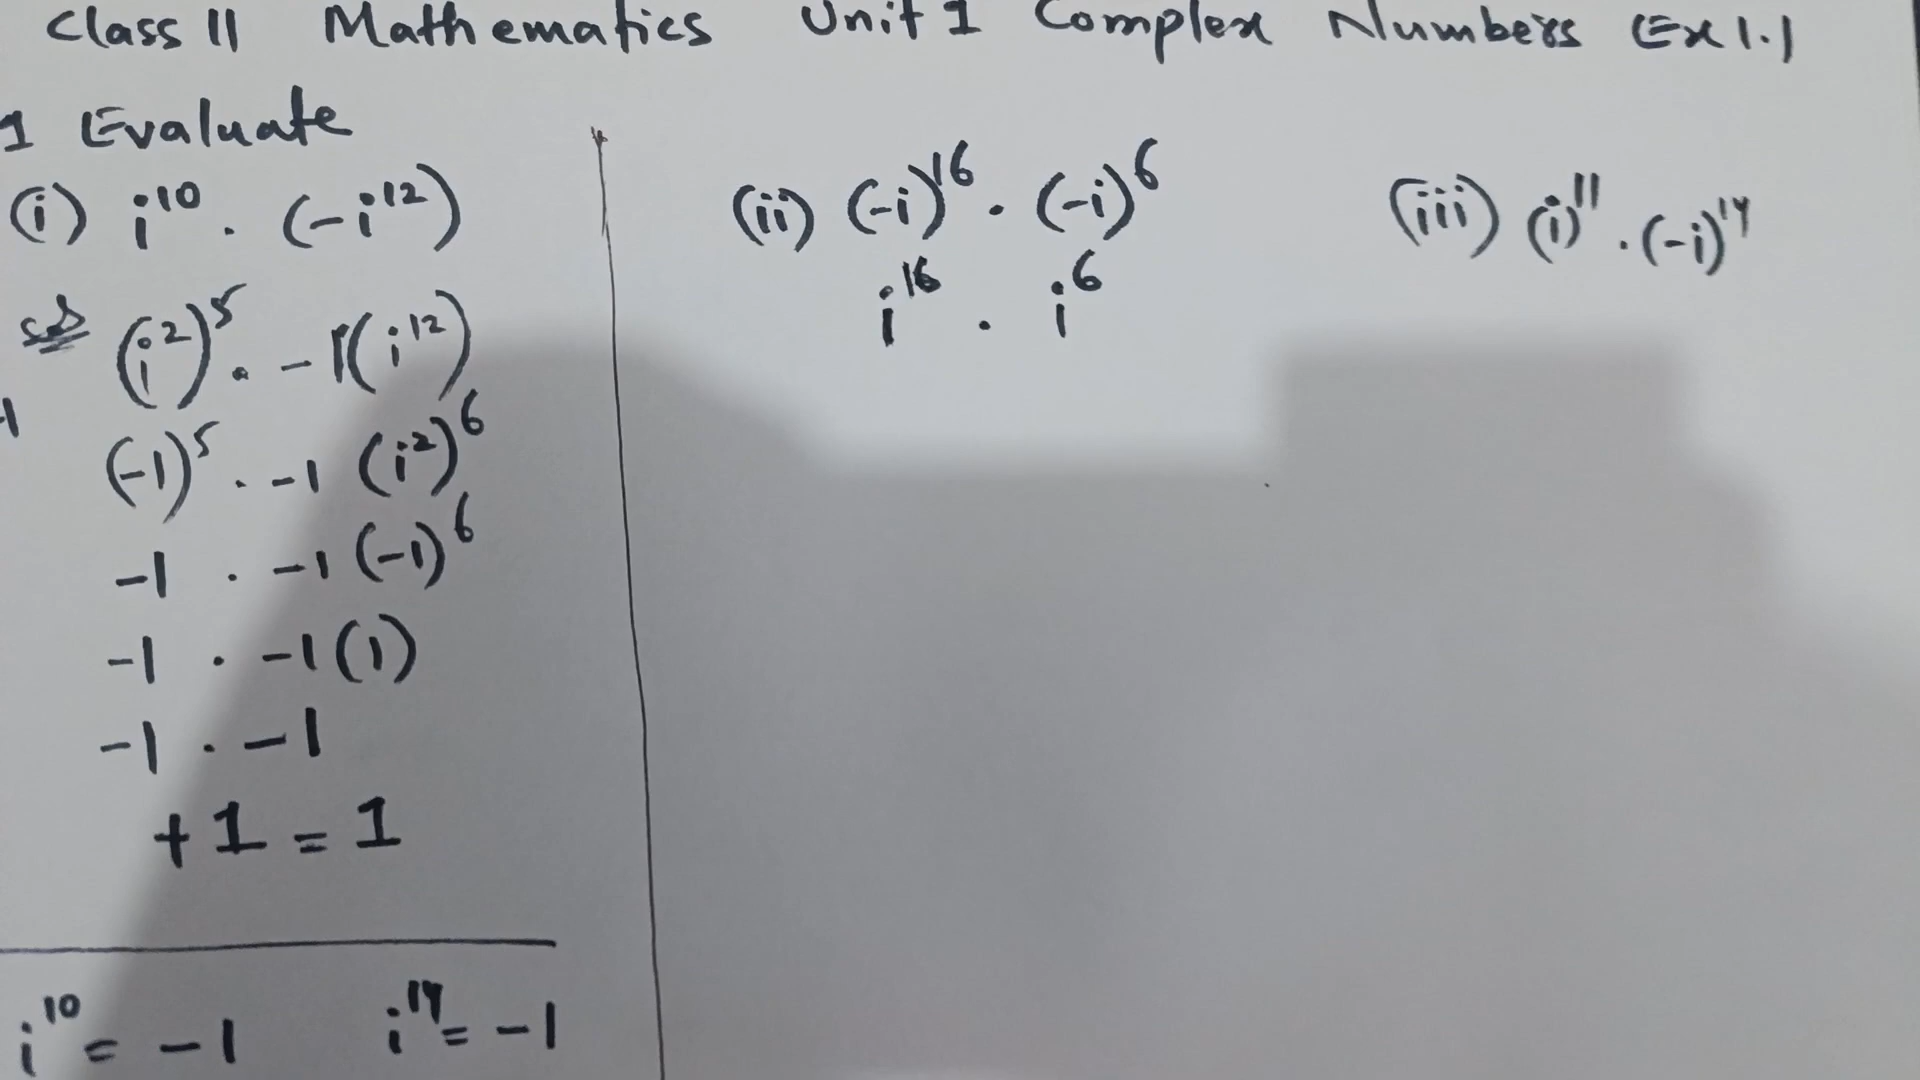 Class 11 Mathematics Unit 1 Complex Numbers Ex 1.1
1 Evaluate
(i) i¹⁰ . (-i¹²)
Sol (i²)⁵ . -1(i¹²)
(-1)⁵ . -1 (i²)⁶
-1 . -1 (-1)⁶
-1 . -1 (1)
-1 . -1
+1 = 1
i¹⁰ = -1 i¹⁴ = -1
(ii) (-i)¹⁶ . (-i)⁶
i¹⁶ . i⁶
(iii) (i)¹¹ . (-i)¹⁴